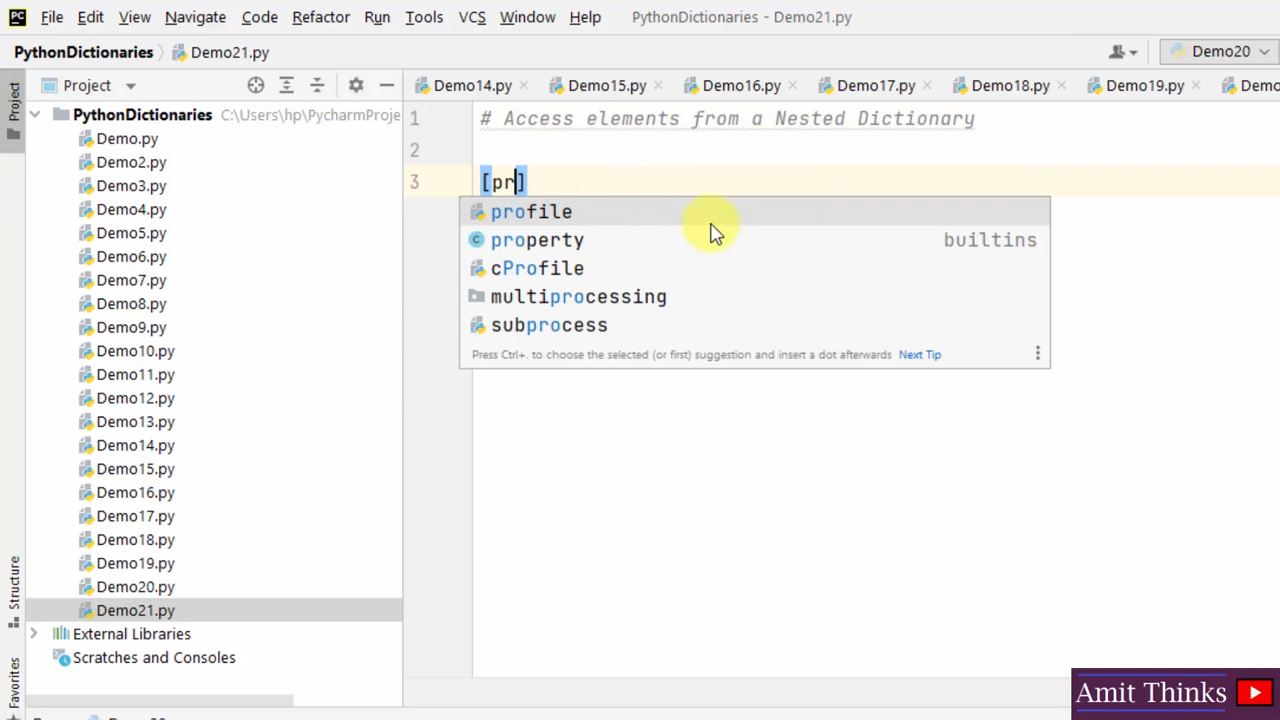 PC File Edit View Navigate Code Refactor Run Tools VCS Window Help PythonDictionaries - Demo21.py
PythonDictionaries Demo21.py Demo20
Project Demo14.py Demo15.py Demo16.py Demo17.py Demo18.py Demo19.py Demo
PythonDictionaries C:\Users\hp\PycharmProje
Demo.py
Demo2.py
Demo3.py
Demo4.py
Demo5.py
Demo6.py
Demo7.py
Demo8.py
Demo9.py
Demo10.py
Demo11.py
Demo12.py
Demo13.py
Demo14.py
Demo15.py
Demo16.py
Demo17.py
Demo18.py
Demo19.py
Demo20.py
Demo21.py
External Libraries
Scratches and Consoles
Project
Structure
Favorites
1 # Access elements from a Nested Dictionary
2
3 [pr]
profile
property builtins
cProfile
multiprocessing
subprocess
Press Ctrl+. to choose the selected (or first) suggestion and insert a dot afterwards Next Tip
Amit Thinks